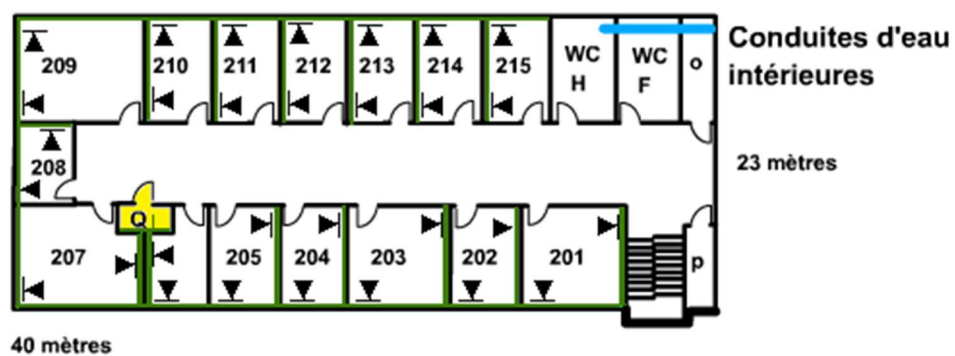 209 210 211 212 213 214 215 WC H WC F o
Conduites d'eau
intérieures
208
23 mètres
Q
207 205 204 203 202 201 p
40 mètres